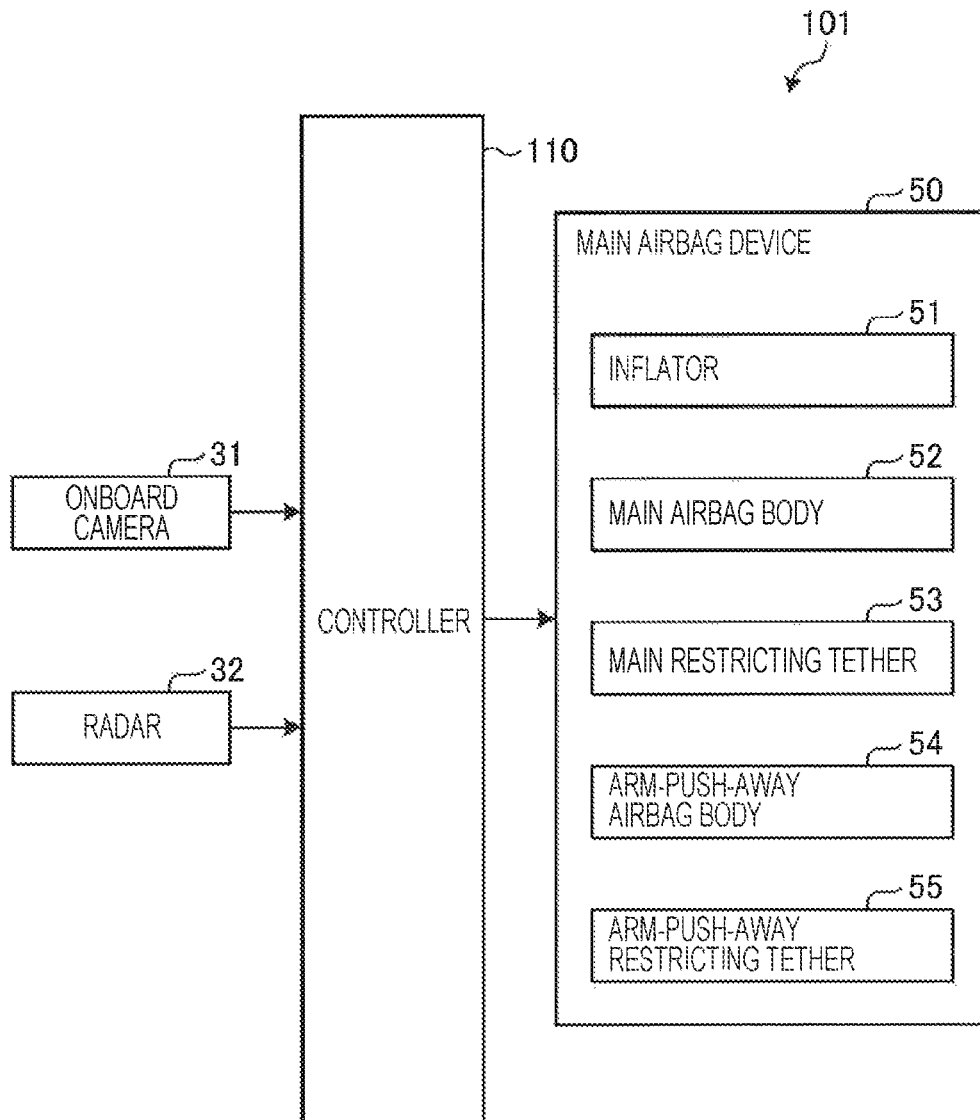 101
110
50
MAIN AIRBAG DEVICE
51
INFLATOR
31
ONBOARD
CAMERA
52
MAIN AIRBAG BODY
CONTROLLER
53
MAIN RESTRICTING TETHER
32
RADAR
54
ARM-PUSH-AWAY
AIRBAG BODY
55
ARM-PUSH-AWAY
RESTRICTING TETHER